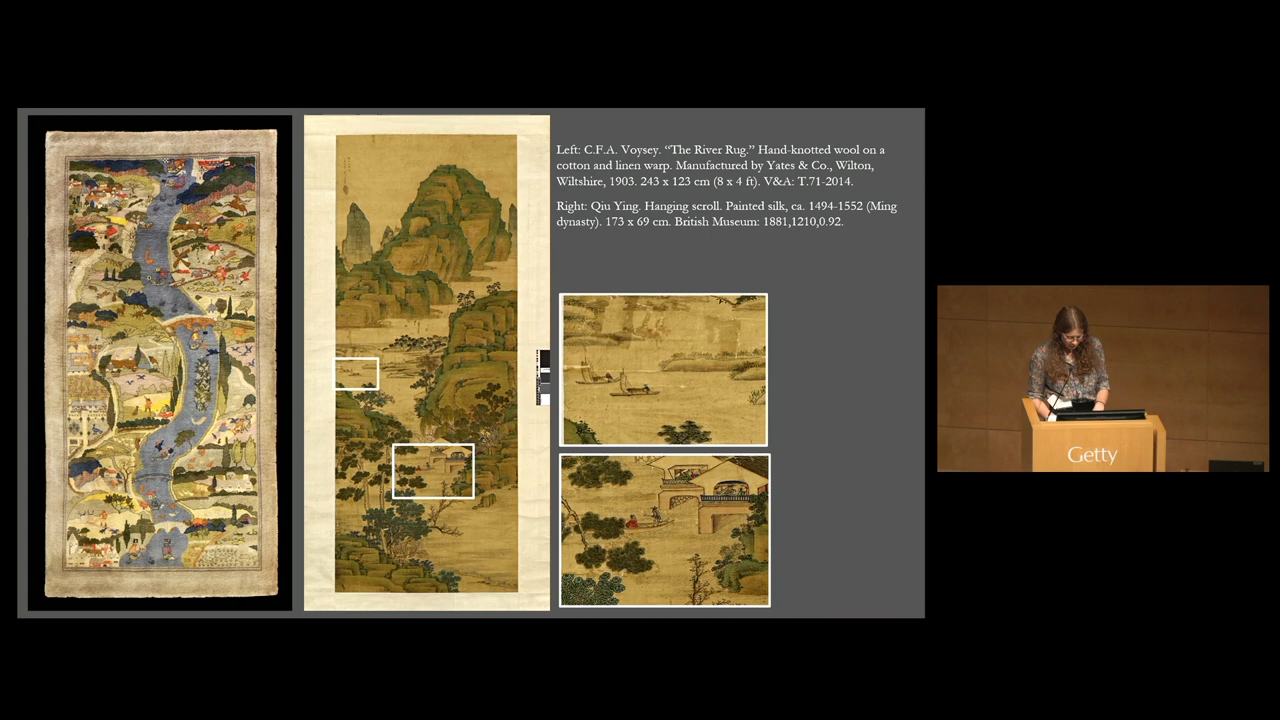 Left: C.F.A. Voysey. “The River Rug.” Hand-knotted wool on a
cotton and linen warp. Manufactured by Yates & Co., Wilton,
Wiltshire, 1903. 243 x 123 cm (8 x 4 ft). V&A: T.71-2014.
Right: Qiu Ying. Hanging scroll. Painted silk, ca. 1494-1552 (Ming
dynasty). 173 x 69 cm. British Museum: 1881,1210,0.92.
Getty